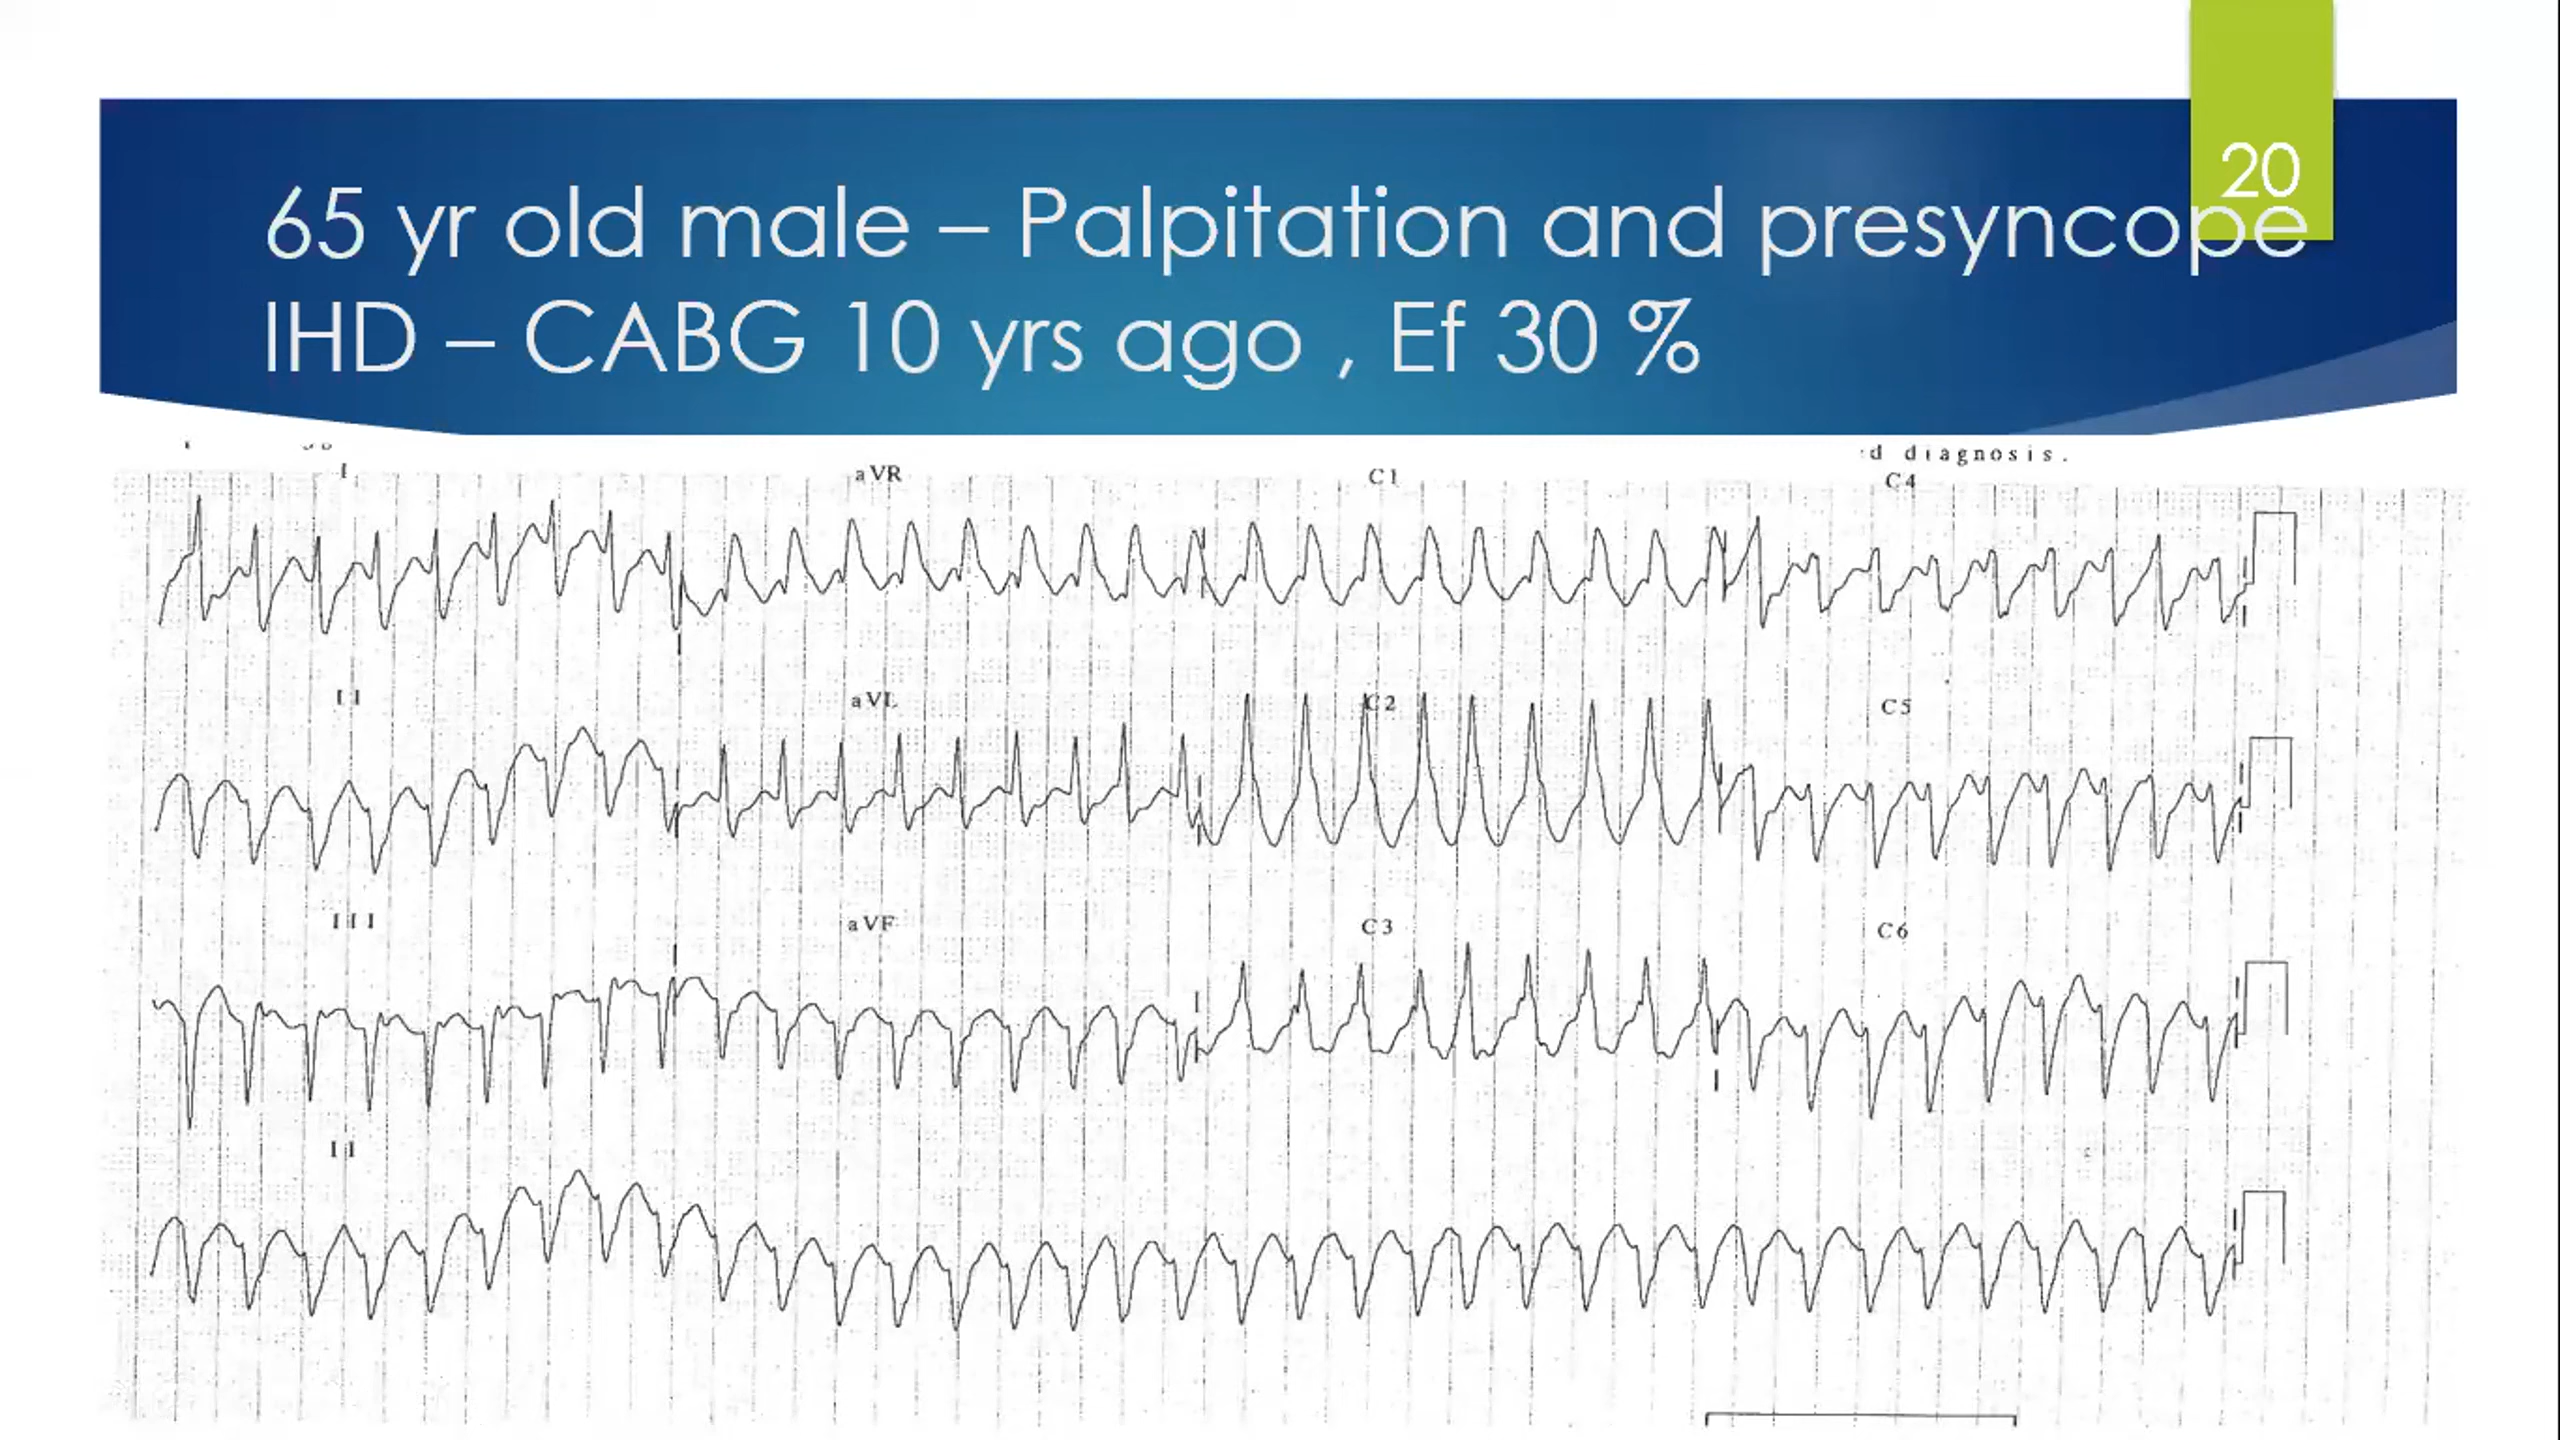 20
65 yr old male – Palpitation and presyncope
IHD – CABG 10 yrs ago , Ef 30 %
d diagnosis.
I aVR C1 C4
II aVL C2 C5
III aVF C3 C6
II